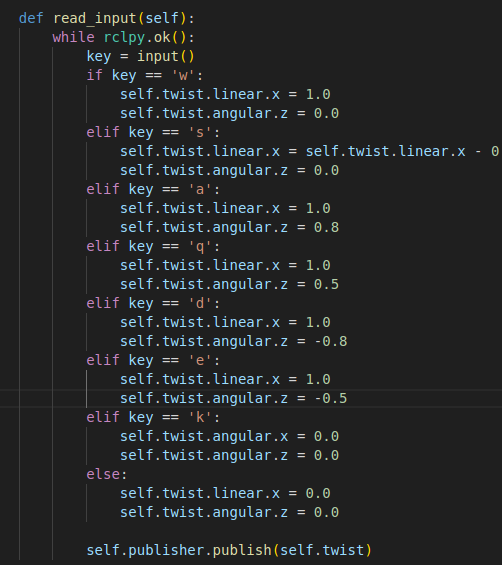 def read_input(self):
    while rclpy.ok():
        key = input()
        if key == 'w':
            self.twist.linear.x = 1.0
            self.twist.angular.z = 0.0
        elif key == 's':
            self.twist.linear.x = self.twist.linear.x - 0
            self.twist.angular.z = 0.0
        elif key == 'a':
            self.twist.linear.x = 1.0
            self.twist.angular.z = 0.8
        elif key == 'q':
            self.twist.linear.x = 1.0
            self.twist.angular.z = 0.5
        elif key == 'd':
            self.twist.linear.x = 1.0
            self.twist.angular.z = -0.8
        elif key == 'e':
            self.twist.linear.x = 1.0
            self.twist.angular.z = -0.5
        elif key == 'k':
            self.twist.angular.x = 0.0
            self.twist.angular.z = 0.0
        else:
            self.twist.linear.x = 0.0
            self.twist.angular.z = 0.0

        self.publisher.publish(self.twist)